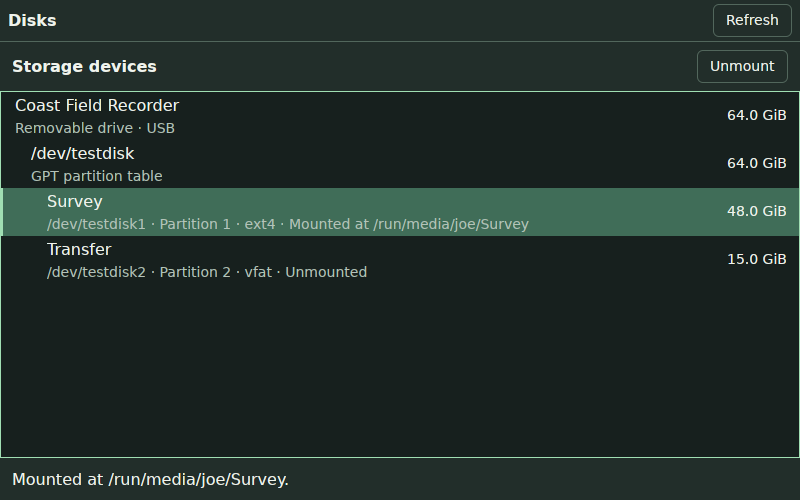 Disks
Refresh
Storage devices
Unmount
Coast Field Recorder
Removable drive · USB
64.0 GiB
/dev/testdisk
GPT partition table
64.0 GiB
Survey
/dev/testdisk1 · Partition 1 · ext4 · Mounted at /run/media/joe/Survey
48.0 GiB
Transfer
/dev/testdisk2 · Partition 2 · vfat · Unmounted
15.0 GiB
Mounted at /run/media/joe/Survey.